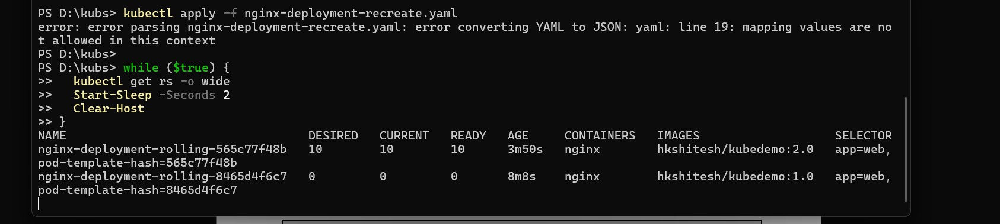 PS D:\kubs> kubectl apply -f nginx-deployment-recreate.yaml
error: error parsing nginx-deployment-recreate.yaml: error converting YAML to JSON: yaml: line 19: mapping values are no
t allowed in this context
PS D:\kubs>
PS D:\kubs> while ($true) {
>>   kubectl get rs -o wide
>>   Start-Sleep -Seconds 2
>>   Clear-Host
>> }
NAME                                  DESIRED   CURRENT   READY   AGE     CONTAINERS   IMAGES                   SELECTOR
nginx-deployment-rolling-565c77f48b   10        10        10      3m50s   nginx        hkshitesh/kubedemo:2.0   app=web,
pod-template-hash=565c77f48b
nginx-deployment-rolling-8465d4f6c7   0         0         0       8m8s    nginx        hkshitesh/kubedemo:1.0   app=web,
pod-template-hash=8465d4f6c7